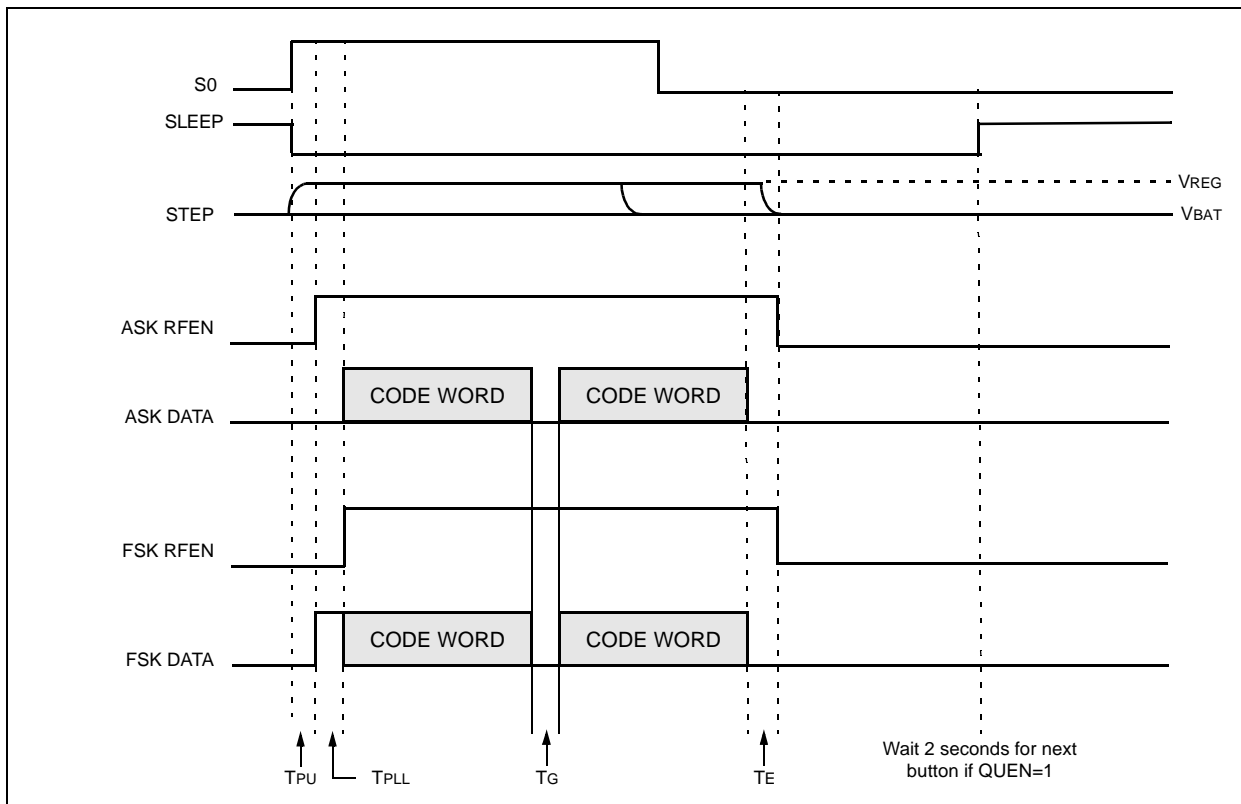 S0
SLEEP
VREG
STEP
VBAT
ASK RFEN
CODE WORD
CODE WORD
ASK DATA
FSK RFEN
CODE WORD
CODE WORD
FSK DATA
TPU
TPLL
TG
TE
Wait 2 seconds for next
button if QUEN=1